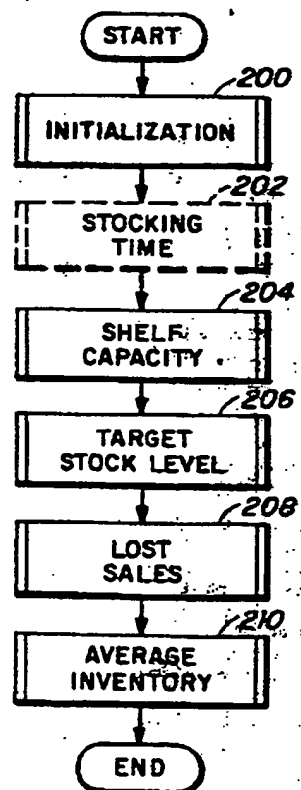 START
200
INITIALIZATION
202
STOCKING
TIME
204
SHELF
CAPACITY
206
TARGET
STOCK LEVEL
208
LOST
SALES
210
AVERAGE
INVENTORY
END